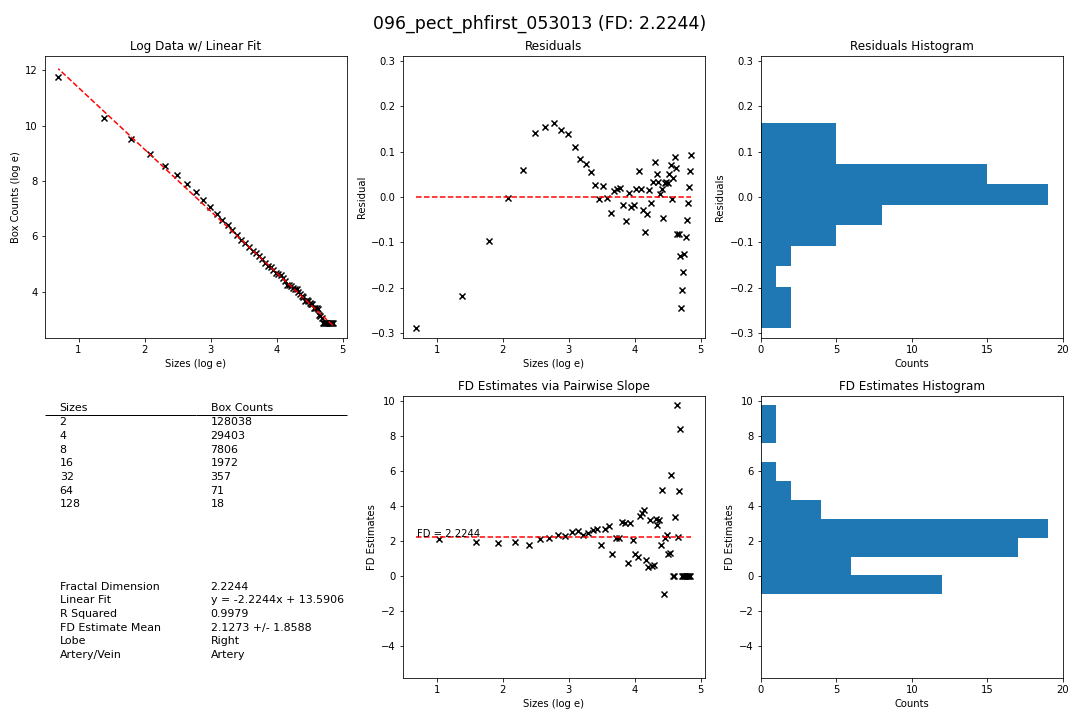 096_pect_phfirst_053013 (FD: 2.2244)
Log Data w/ Linear Fit
12
10
8
6
4
Box Counts (log e)
1 2 3 4 5
Sizes (log e)
Residuals
0.3
0.2
0.1
0.0
−0.1
−0.2
−0.3
Residual
1 2 3 4 5
Sizes (log e)
Residuals Histogram
0.3
0.2
0.1
0.0
−0.1
−0.2
−0.3
Residuals
0 5 10 15 20
Counts
Sizes Box Counts
2 128038
4 29403
8 7806
16 1972
32 357
64 71
128 18
Fractal Dimension 2.2244
Linear Fit y = -2.2244x + 13.5906
R Squared 0.9979
FD Estimate Mean 2.1273 +/- 1.8588
Lobe Right
Artery/Vein Artery
FD Estimates via Pairwise Slope
10
8
6
4
2
0
−2
−4
FD Estimates
FD = 2.2244
1 2 3 4 5
Sizes (log e)
FD Estimates Histogram
10
8
6
4
2
0
−2
−4
FD Estimates
0 5 10 15 20
Counts